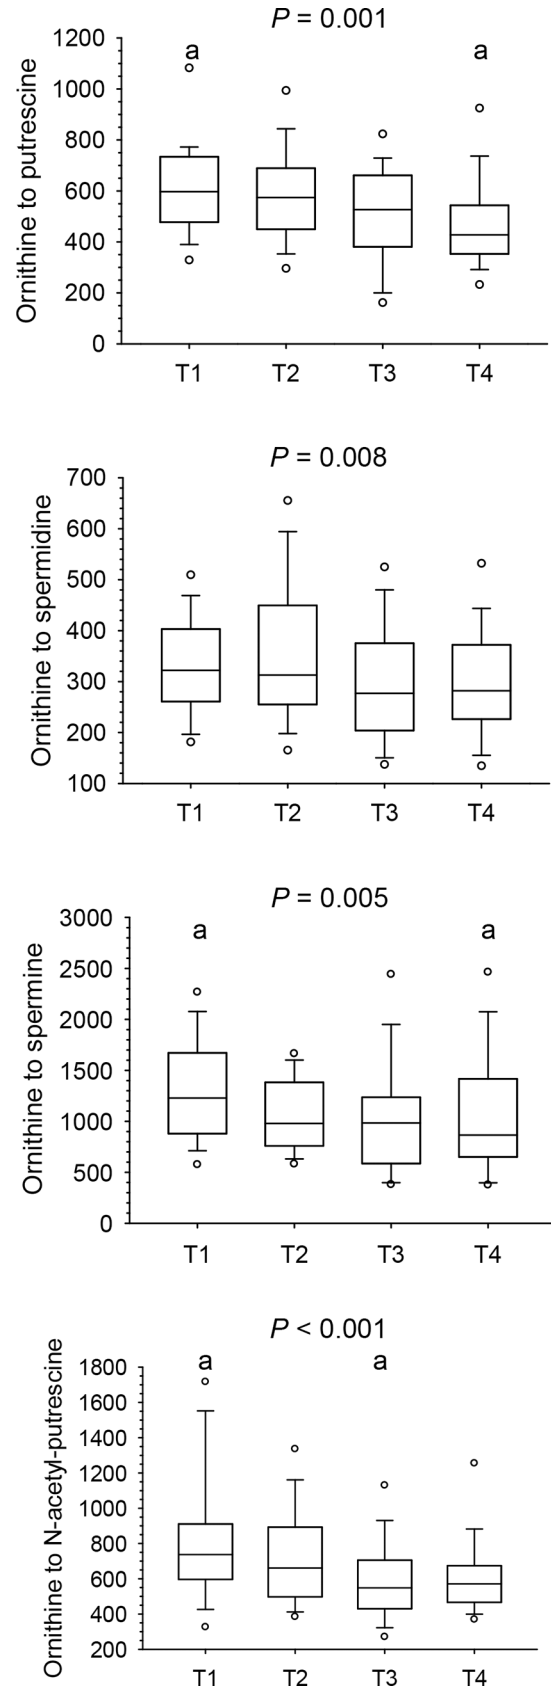 P = 0.001
a a
Ornithine to putrescine
1200
1000
800
600
400
200
0
T1 T2 T3 T4
P = 0.008
Ornithine to spermidine
700
600
500
400
300
200
100
T1 T2 T3 T4
P = 0.005
a a
Ornithine to spermine
3000
2500
2000
1500
1000
500
0
T1 T2 T3 T4
P < 0.001
a a
Ornithine to N-acetyl-putrescine
1800
1600
1400
1200
1000
800
600
400
200
T1 T2 T3 T4